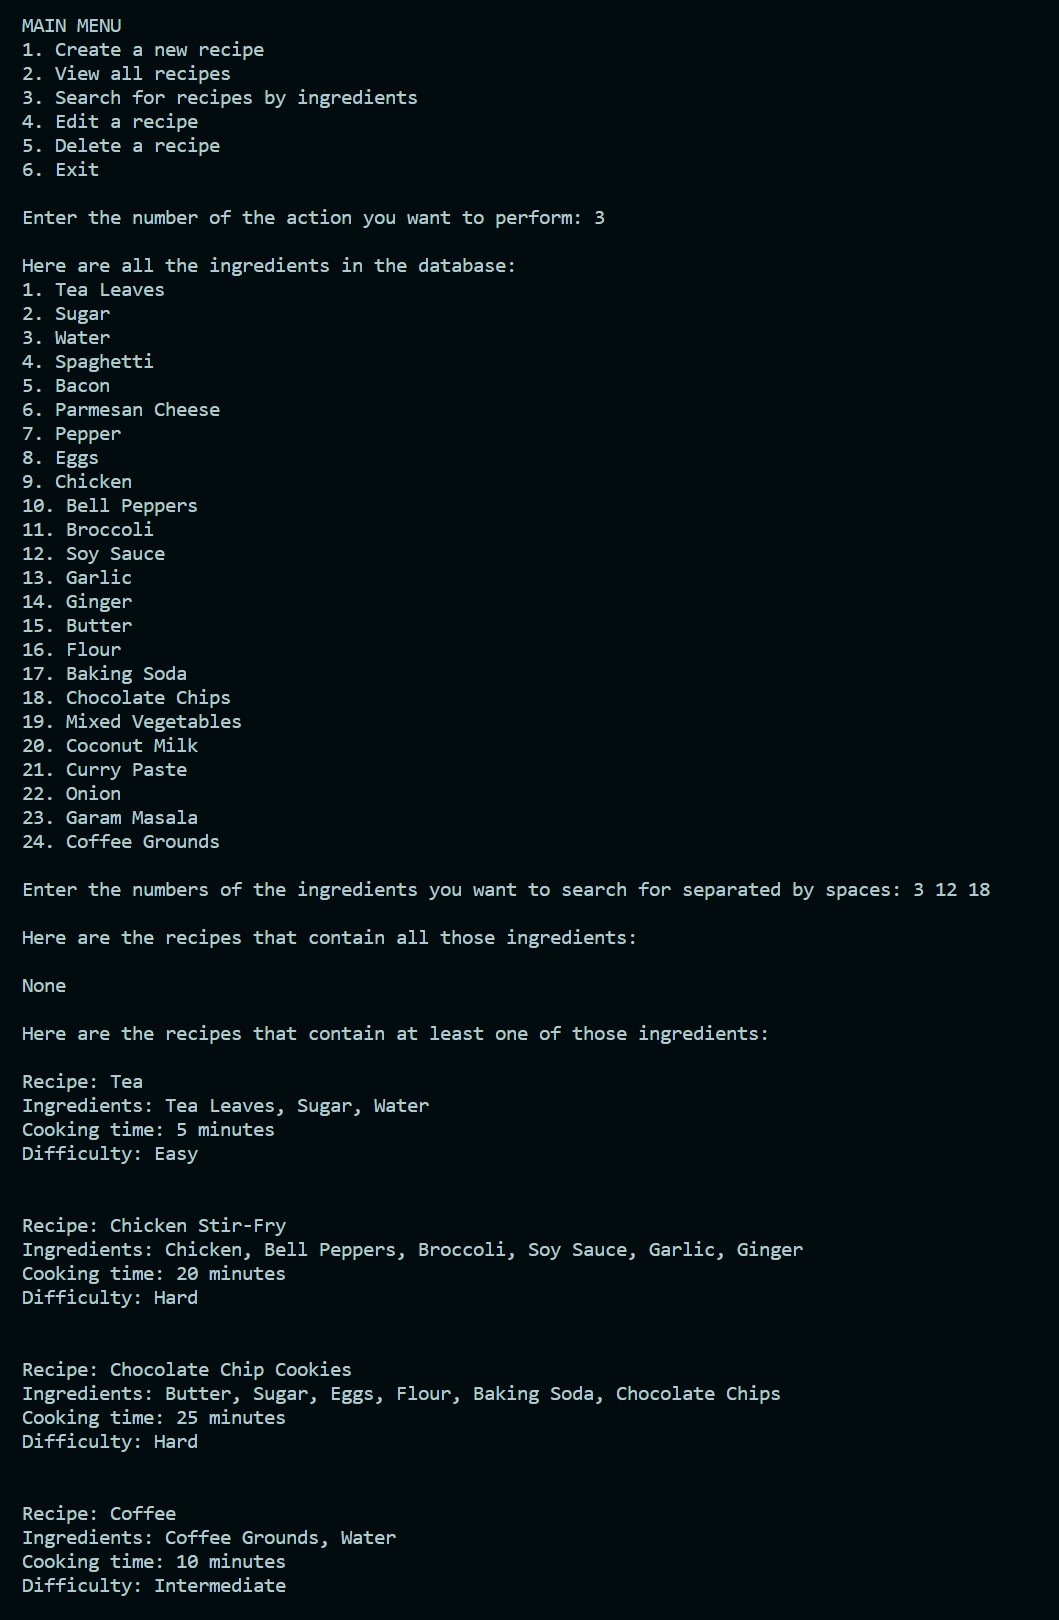 MAIN MENU
1. Create a new recipe
2. View all recipes
3. Search for recipes by ingredients
4. Edit a recipe
5. Delete a recipe
6. Exit
Enter the number of the action you want to perform: 3
Here are all the ingredients in the database:
1. Tea Leaves
2. Sugar
3. Water
4. Spaghetti
5. Bacon
6. Parmesan Cheese
7. Pepper
8. Eggs
9. Chicken
10. Bell Peppers
11. Broccoli
12. Soy Sauce
13. Garlic
14. Ginger
15. Butter
16. Flour
17. Baking Soda
18. Chocolate Chips
19. Mixed Vegetables
20. Coconut Milk
21. Curry Paste
22. Onion
23. Garam Masala
24. Coffee Grounds
Enter the numbers of the ingredients you want to search for separated by spaces: 3 12 18
Here are the recipes that contain all those ingredients:
None
Here are the recipes that contain at least one of those ingredients:
Recipe: Tea
Ingredients: Tea Leaves, Sugar, Water
Cooking time: 5 minutes
Difficulty: Easy
Recipe: Chicken Stir-Fry
Ingredients: Chicken, Bell Peppers, Broccoli, Soy Sauce, Garlic, Ginger
Cooking time: 20 minutes
Difficulty: Hard
Recipe: Chocolate Chip Cookies
Ingredients: Butter, Sugar, Eggs, Flour, Baking Soda, Chocolate Chips
Cooking time: 25 minutes
Difficulty: Hard
Recipe: Coffee
Ingredients: Coffee Grounds, Water
Cooking time: 10 minutes
Difficulty: Intermediate